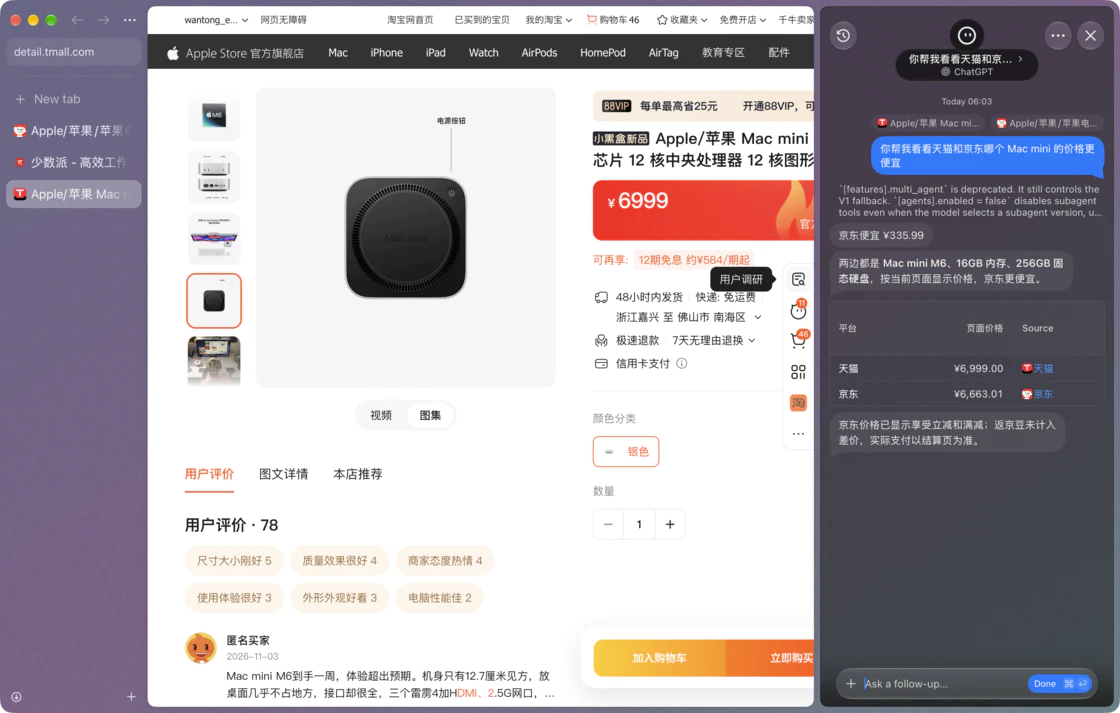 detail.tmall.com
New tab
Apple/苹果/苹果
少数派 - 高效工作
Apple/苹果 Mac
wantong_e...
网页无障碍
淘宝网首页
已买到的宝贝
我的淘宝
购物车46
收藏夹
免费开店
千牛卖家
Apple Store 官方旗舰店
Mac
iPhone
iPad
Watch
AirPods
HomePod
AirTag
教育专区
配件
M6
电源按钮
Mac mini
视频
图集
88VIP 每单最高省25元 开通88VIP，可
小黑盒新品 Apple/苹果 Mac mini
芯片 12 核中央处理器 12 核图形
¥6999
官方
可再享: 12期免息 约¥584/期起
用户调研
48小时内发货 快递: 免运费
浙江嘉兴 至 佛山市 南海区
极速退款 7天无理由退换
信用卡支付
11
46
淘
颜色分类
银色
数量
1
用户评价
图文详情
本店推荐
用户评价 · 78
尺寸大小刚好 5
质量效果很好 4
商家态度热情 4
使用体验很好 3
外形外观好看 3
电脑性能佳 2
匿名买家
2026-11-03
Mac mini M6到手一周，体验超出预期。机身只有12.7厘米见方，放
桌面几乎不占地方，接口却很全，三个雷雳4加HDMI、2.5G网口，...
加入购物车
立即购买
你帮我看看天猫和京...
ChatGPT
Today 06:03
Apple/苹果 Mac mi...
Apple/苹果/苹果电...
你帮我看看天猫和京东哪个 Mac mini 的价格更
便宜
`[features].multi_agent` is deprecated. It still controls the
V1 fallback. `[agents].enabled = false` disables subagent
tools even when the model selects a subagent version, u...
京东便宜 ¥335.99
两边都是 Mac mini M6、16GB 内存、256GB 固
态硬盘，按当前页面显示价格，京东更便宜。
平台 页面价格 Source
天猫 ¥6,999.00 天猫
京东 ¥6,663.01 京东
京东价格已显示享受立减和满减；返京豆未计入
差价，实际支付以结算页为准。
Ask a follow-up...
Done